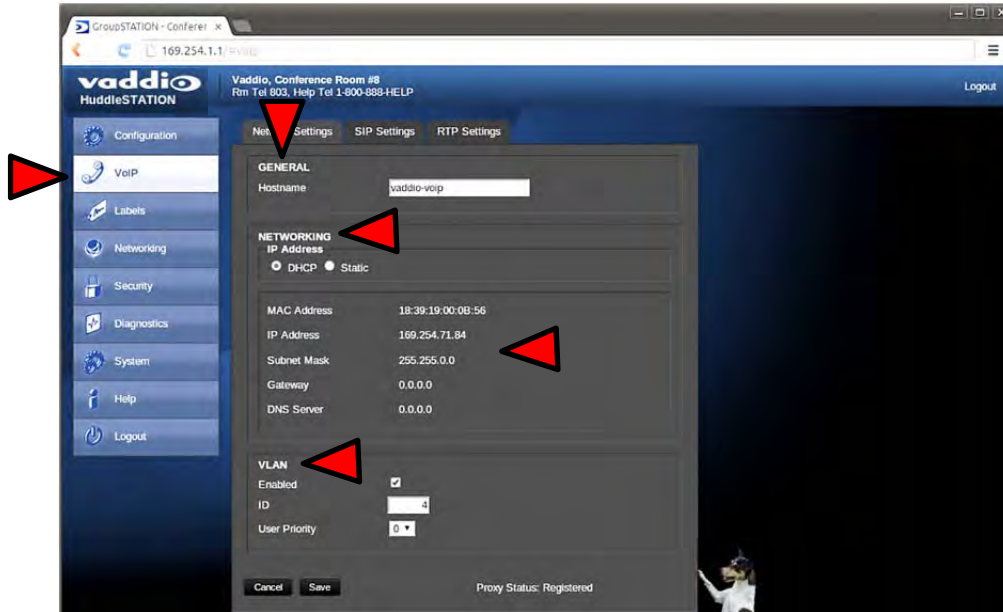 GroupSTATION - Conferer
169.254.1.1/
vaddio
HuddleSTATION
Vaddio, Conference Room #8
Rm Tel 803, Help Tel 1-800-888-HELP
Logout
Configuration
VoIP
Labels
Networking
Security
Diagnostics
System
Help
Logout
Settings
SIP Settings
RTP Settings
GENERAL
Hostname
vaddio-voip
NETWORKING
IP Address
DHCP
Static
MAC Address 18:39:19:00:0B:56
IP Address 169.254.71.84
Subnet Mask 255.255.0.0
Gateway 0.0.0.0
DNS Server 0.0.0.0
VLAN
Enabled
ID 4
User Priority 0
Cancel
Save
Proxy Status: Registered